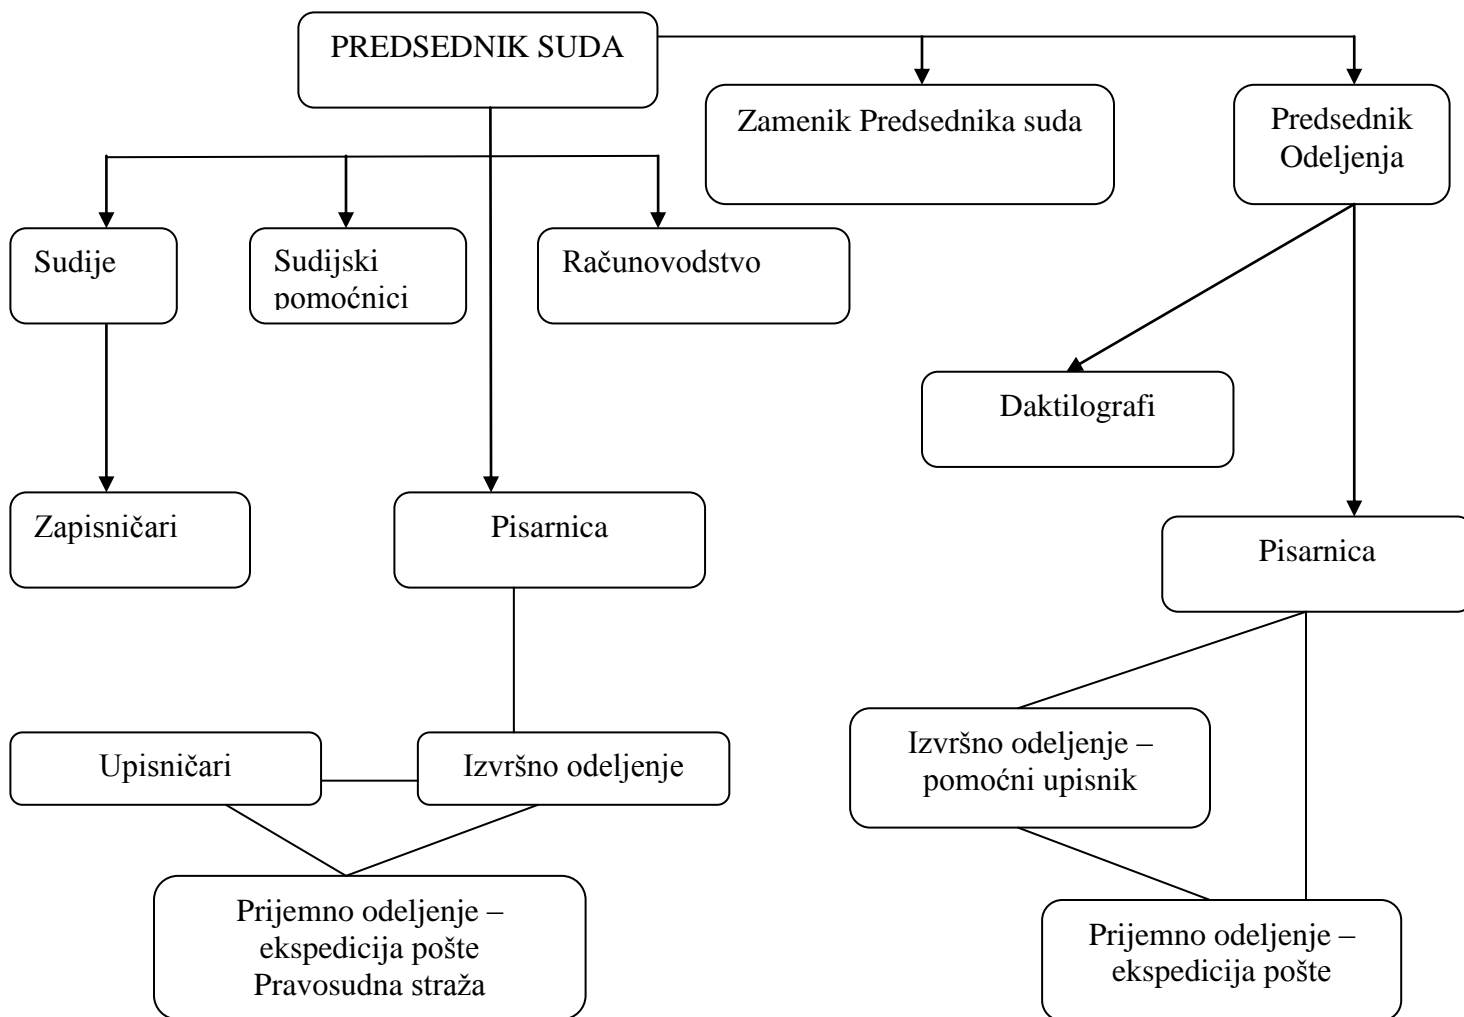 PREDSEDNIK SUDA
Zamenik Predsednika suda
Predsednik
Odeljenja
Sudije
Sudijski
pomoćnici
Računovodstvo
Daktilografi
Zapisničari
Pisarnica
Pisarnica
Upisničari
Izvršno odeljenje
Izvršno odeljenje –
pomoćni upisnik
Prijemno odeljenje –
ekspedicija pošte
Pravosudna straža
Prijemno odeljenje –
ekspedicija pošte